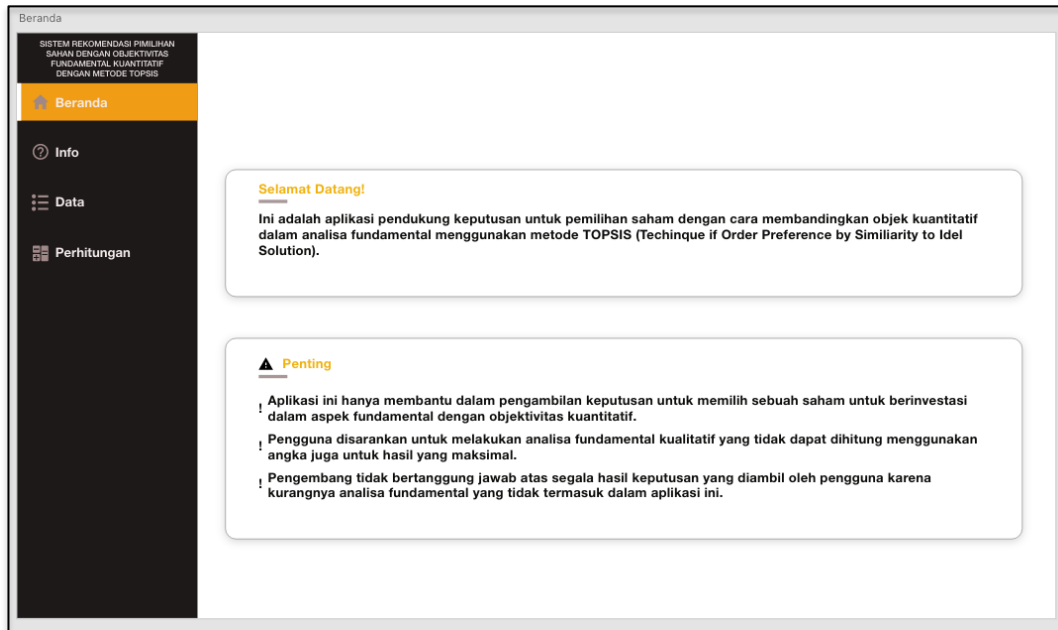 Beranda
SISTEM REKOMENDASI PIMILIHAN
SAHAN DENGAN OBJEKTIVITAS
FUNDAMENTAL KUANTITATIF
DENGAN METODE TOPSIS
Beranda
Info
Data
Perhitungan
Selamat Datang!
Ini adalah aplikasi pendukung keputusan untuk pemilihan saham dengan cara membandingkan objek kuantitatif
dalam analisa fundamental menggunakan metode TOPSIS (Techinque if Order Preference by Similiarity to Idel
Solution).
Penting
! Aplikasi ini hanya membantu dalam pengambilan keputusan untuk memilih sebuah saham untuk berinvestasi
dalam aspek fundamental dengan objektivitas kuantitatif.
! Pengguna disarankan untuk melakukan analisa fundamental kualitatif yang tidak dapat dihitung menggunakan
angka juga untuk hasil yang maksimal.
! Pengembang tidak bertanggung jawab atas segala hasil keputusan yang diambil oleh pengguna karena
kurangnya analisa fundamental yang tidak termasuk dalam aplikasi ini.